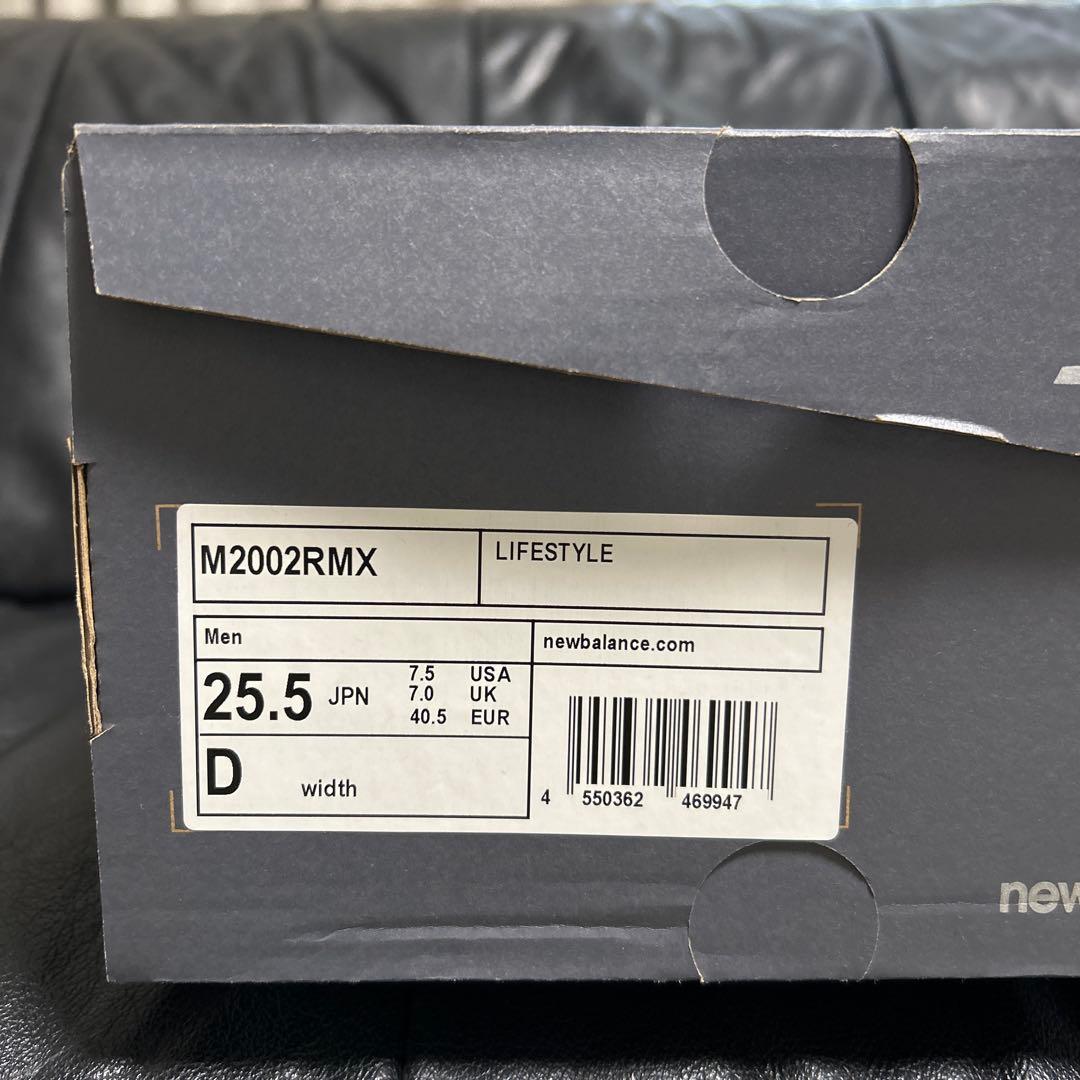 M2002RMX
LIFESTYLE
Men
newbalance.com
25.5 JPN
7.5 USA
7.0 UK
40.5 EUR
D width
4 550362 469947
new